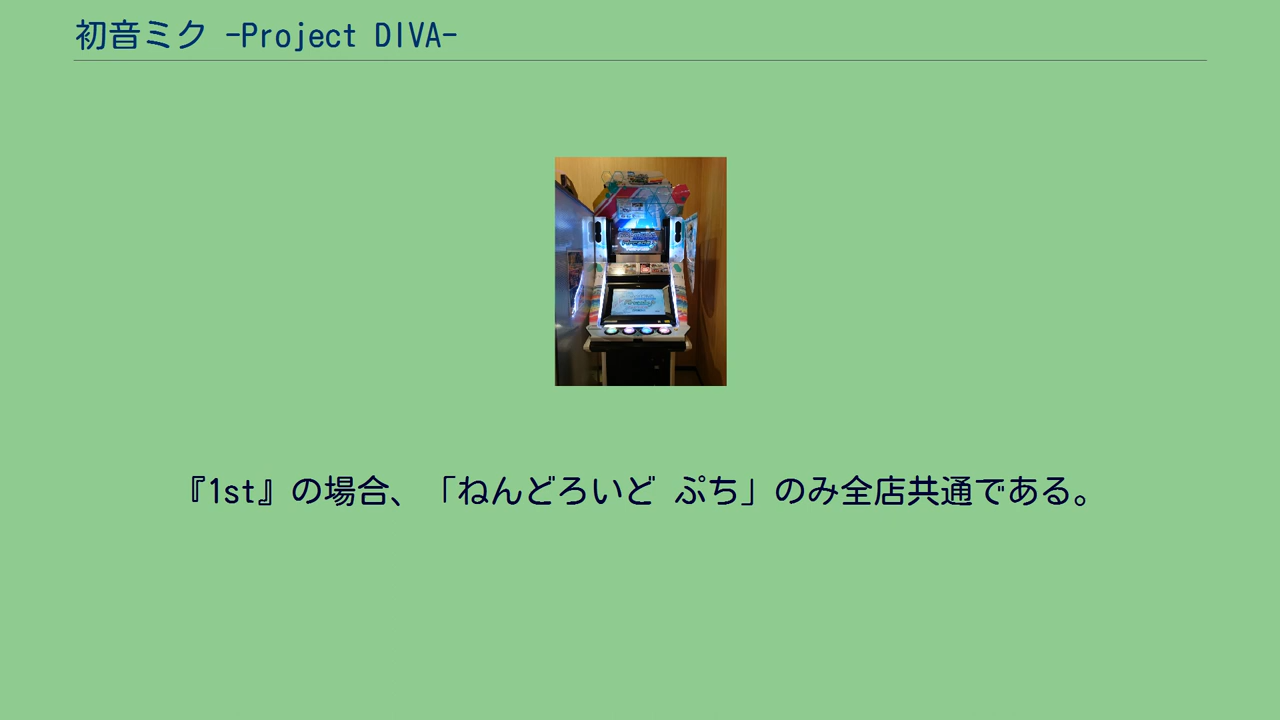 初音ミク -Project DIVA-
『1st』の場合、「ねんどろいど ぷち」のみ全店共通である。